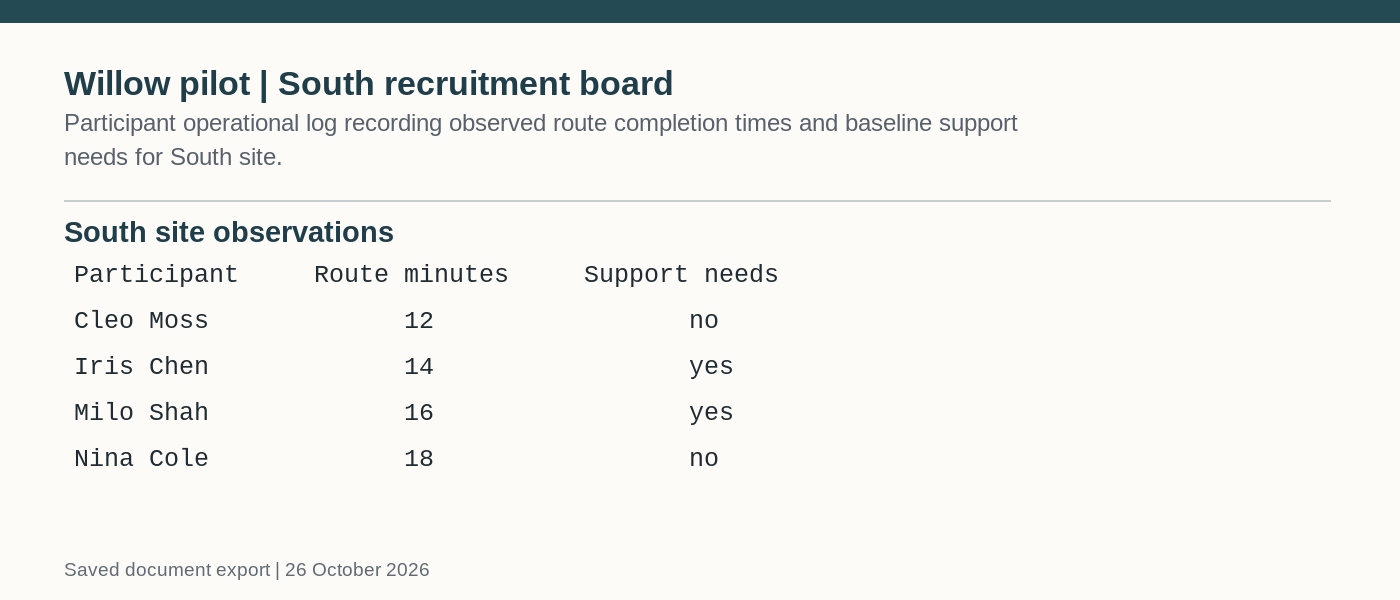 Willow pilot | South recruitment board
Participant operational log recording observed route completion times and baseline support
needs for South site.
South site observations
Participant Route minutes Support needs
Cleo Moss 12 no
Iris Chen 14 yes
Milo Shah 16 yes
Nina Cole 18 no
Saved document export | 26 October 2026